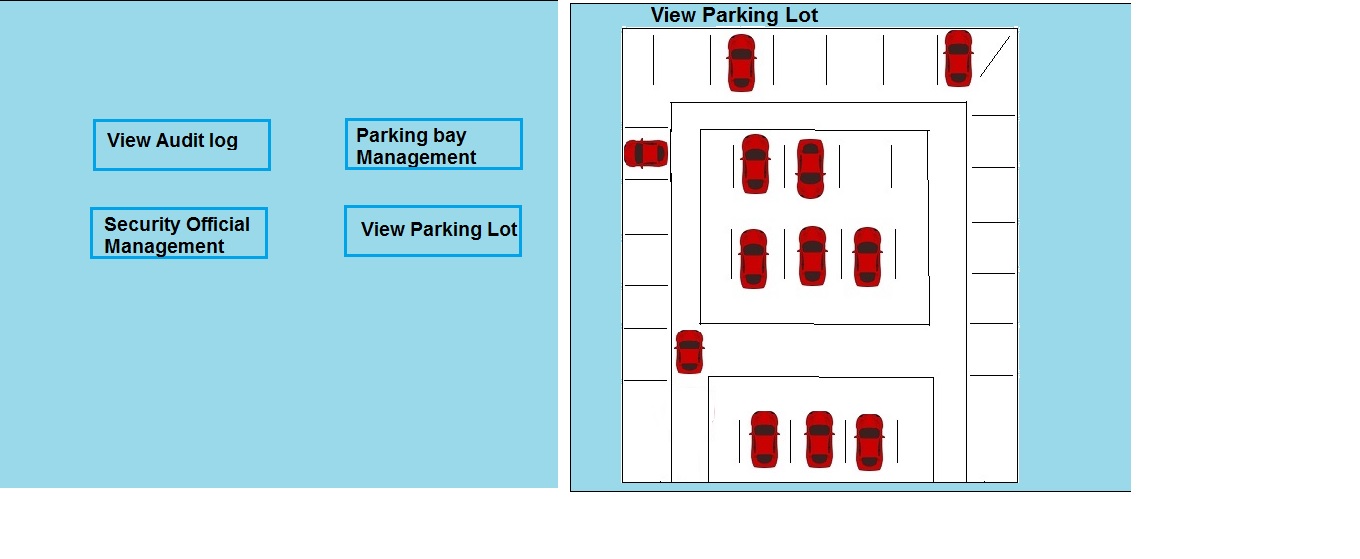 View Audit log
Parking bay
Management
Security Official
Management
View Parking Lot
View Parking Lot